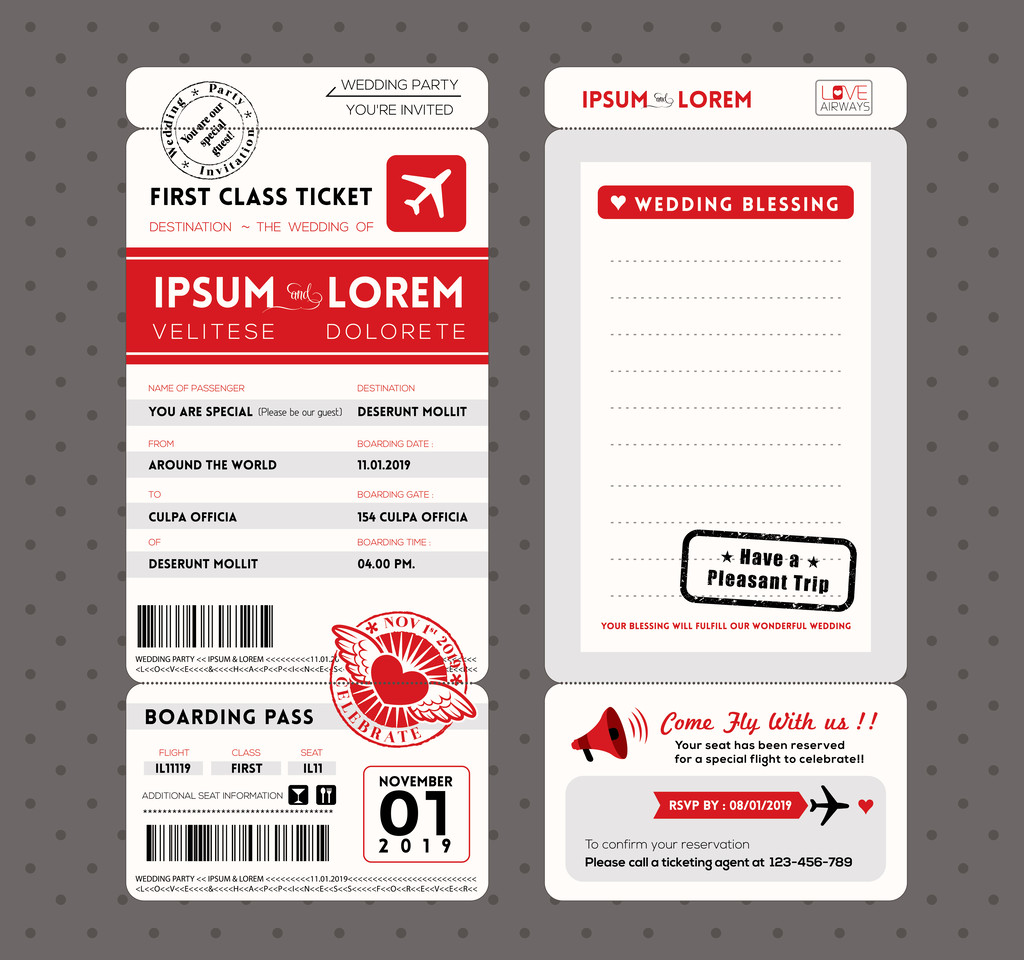 WEDDING PARTY
YOU'RE INVITED
Wedding * Party * Invitation *
You are our
special
guest!
FIRST CLASS TICKET
DESTINATION ~ THE WEDDING OF
IPSUM and LOREM
VELITESE DOLORETE
NAME OF PASSENGER DESTINATION
YOU ARE SPECIAL (Please be our guest) DESERUNT MOLLIT
FROM BOARDING DATE :
AROUND THE WORLD 11.01.2019
TO BOARDING GATE :
CULPA OFFICIA 154 CULPA OFFICIA
OF BOARDING TIME :
DESERUNT MOLLIT 04.00 PM.
WEDDING PARTY << IPSUM & LOREM <<<<<<<<<11.01.20
<L<<O<<V<E<<<<&<<<<H<<A<<P<<P<<I<<N<<E<<S<
* NOV 1st 2019 *
CELEBRATE
BOARDING PASS
FLIGHT CLASS SEAT
IL11119 FIRST IL11
ADDITIONAL SEAT INFORMATION
NOVEMBER
01
2019
WEDDING PARTY << IPSUM & LOREM <<<<<<<<<11.01.2019<<<<<<<<<<<<<<<<<<<<<<<<<<
<L<<O<<V<E<<<<&<<<<H<<A<<P<<P<<I<<N<<E<<S<<S<<<<<F<<O<<R<<E<<V<<E<<R<<
IPSUM and LOREM
LOVE
AIRWAYS
WEDDING BLESSING
★ Have a ★
Pleasant Trip
YOUR BLESSING WILL FULFILL OUR WONDERFUL WEDDING
Come Fly With us !!
Your seat has been reserved
for a special flight to celebrate!!
RSVP BY : 08/01/2019
To confirm your reservation
Please call a ticketing agent at 123-456-789